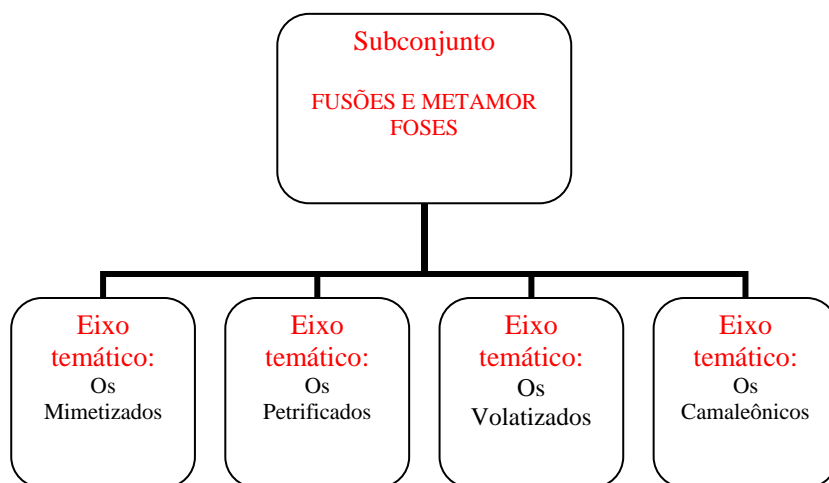 Subconjunto
FUSÕES E METAMOR
FOSES
Eixo
temático:
Os
Mimetizados
Eixo
temático:
Os
Petrificados
Eixo
temático:
Os
Volatizados
Eixo
temático:
Os
Camaleônicos